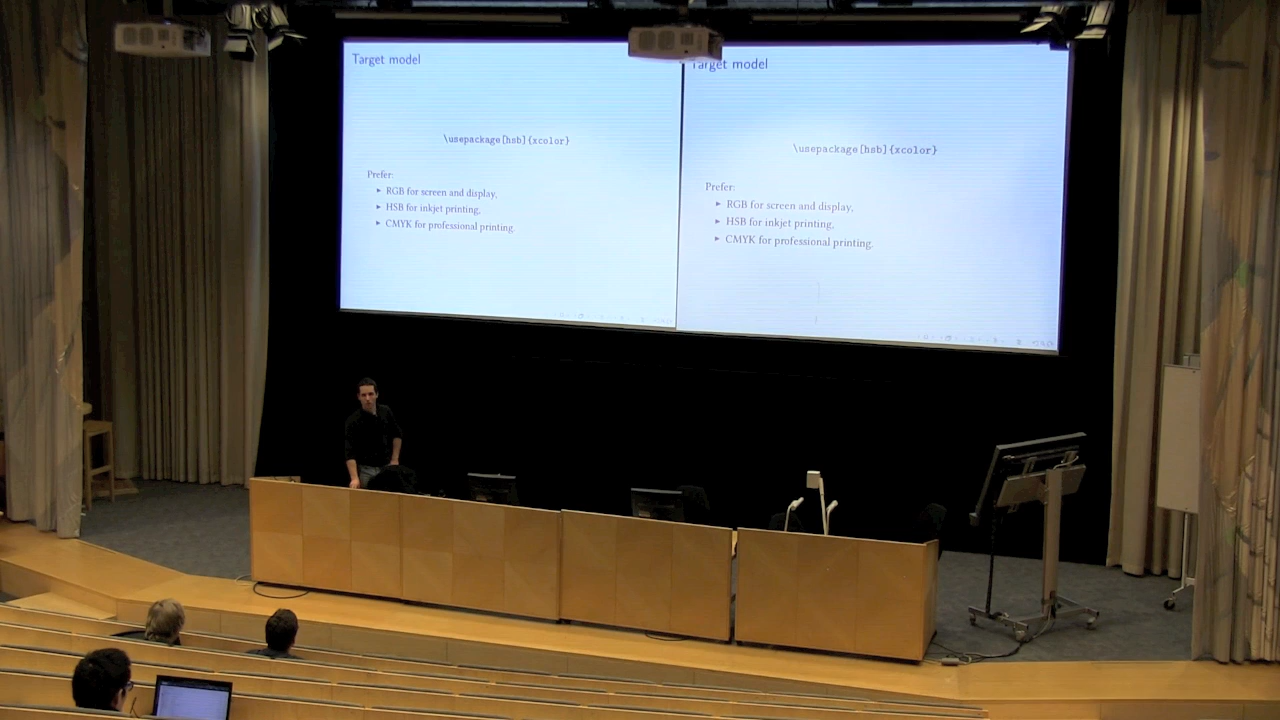 Target model
\usepackage[hsb]{xcolor}
Prefer:
► RGB for screen and display,
► HSB for inkjet printing,
► CMYK for professional printing.
Target model
\usepackage[hsb]{xcolor}
Prefer:
► RGB for screen and display,
► HSB for inkjet printing,
► CMYK for professional printing.